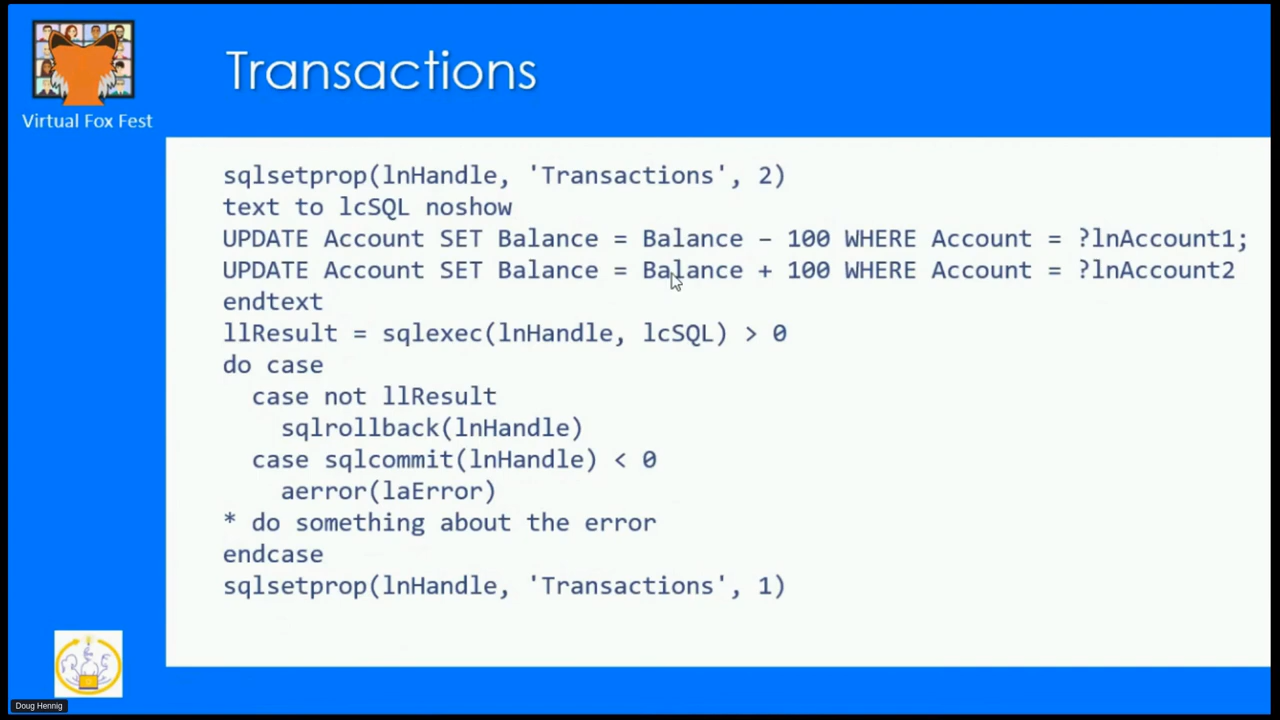 Transactions
Virtual Fox Fest
sqlsetprop(lnHandle, 'Transactions', 2)
text to lcSQL noshow
UPDATE Account SET Balance = Balance – 100 WHERE Account = ?lnAccount1;
UPDATE Account SET Balance = Balance + 100 WHERE Account = ?lnAccount2
endtext
llResult = sqlexec(lnHandle, lcSQL) > 0
do case
  case not llResult
    sqlrollback(lnHandle)
  case sqlcommit(lnHandle) < 0
    aerror(laError)
* do something about the error
endcase
sqlsetprop(lnHandle, 'Transactions', 1)
Doug Hennig